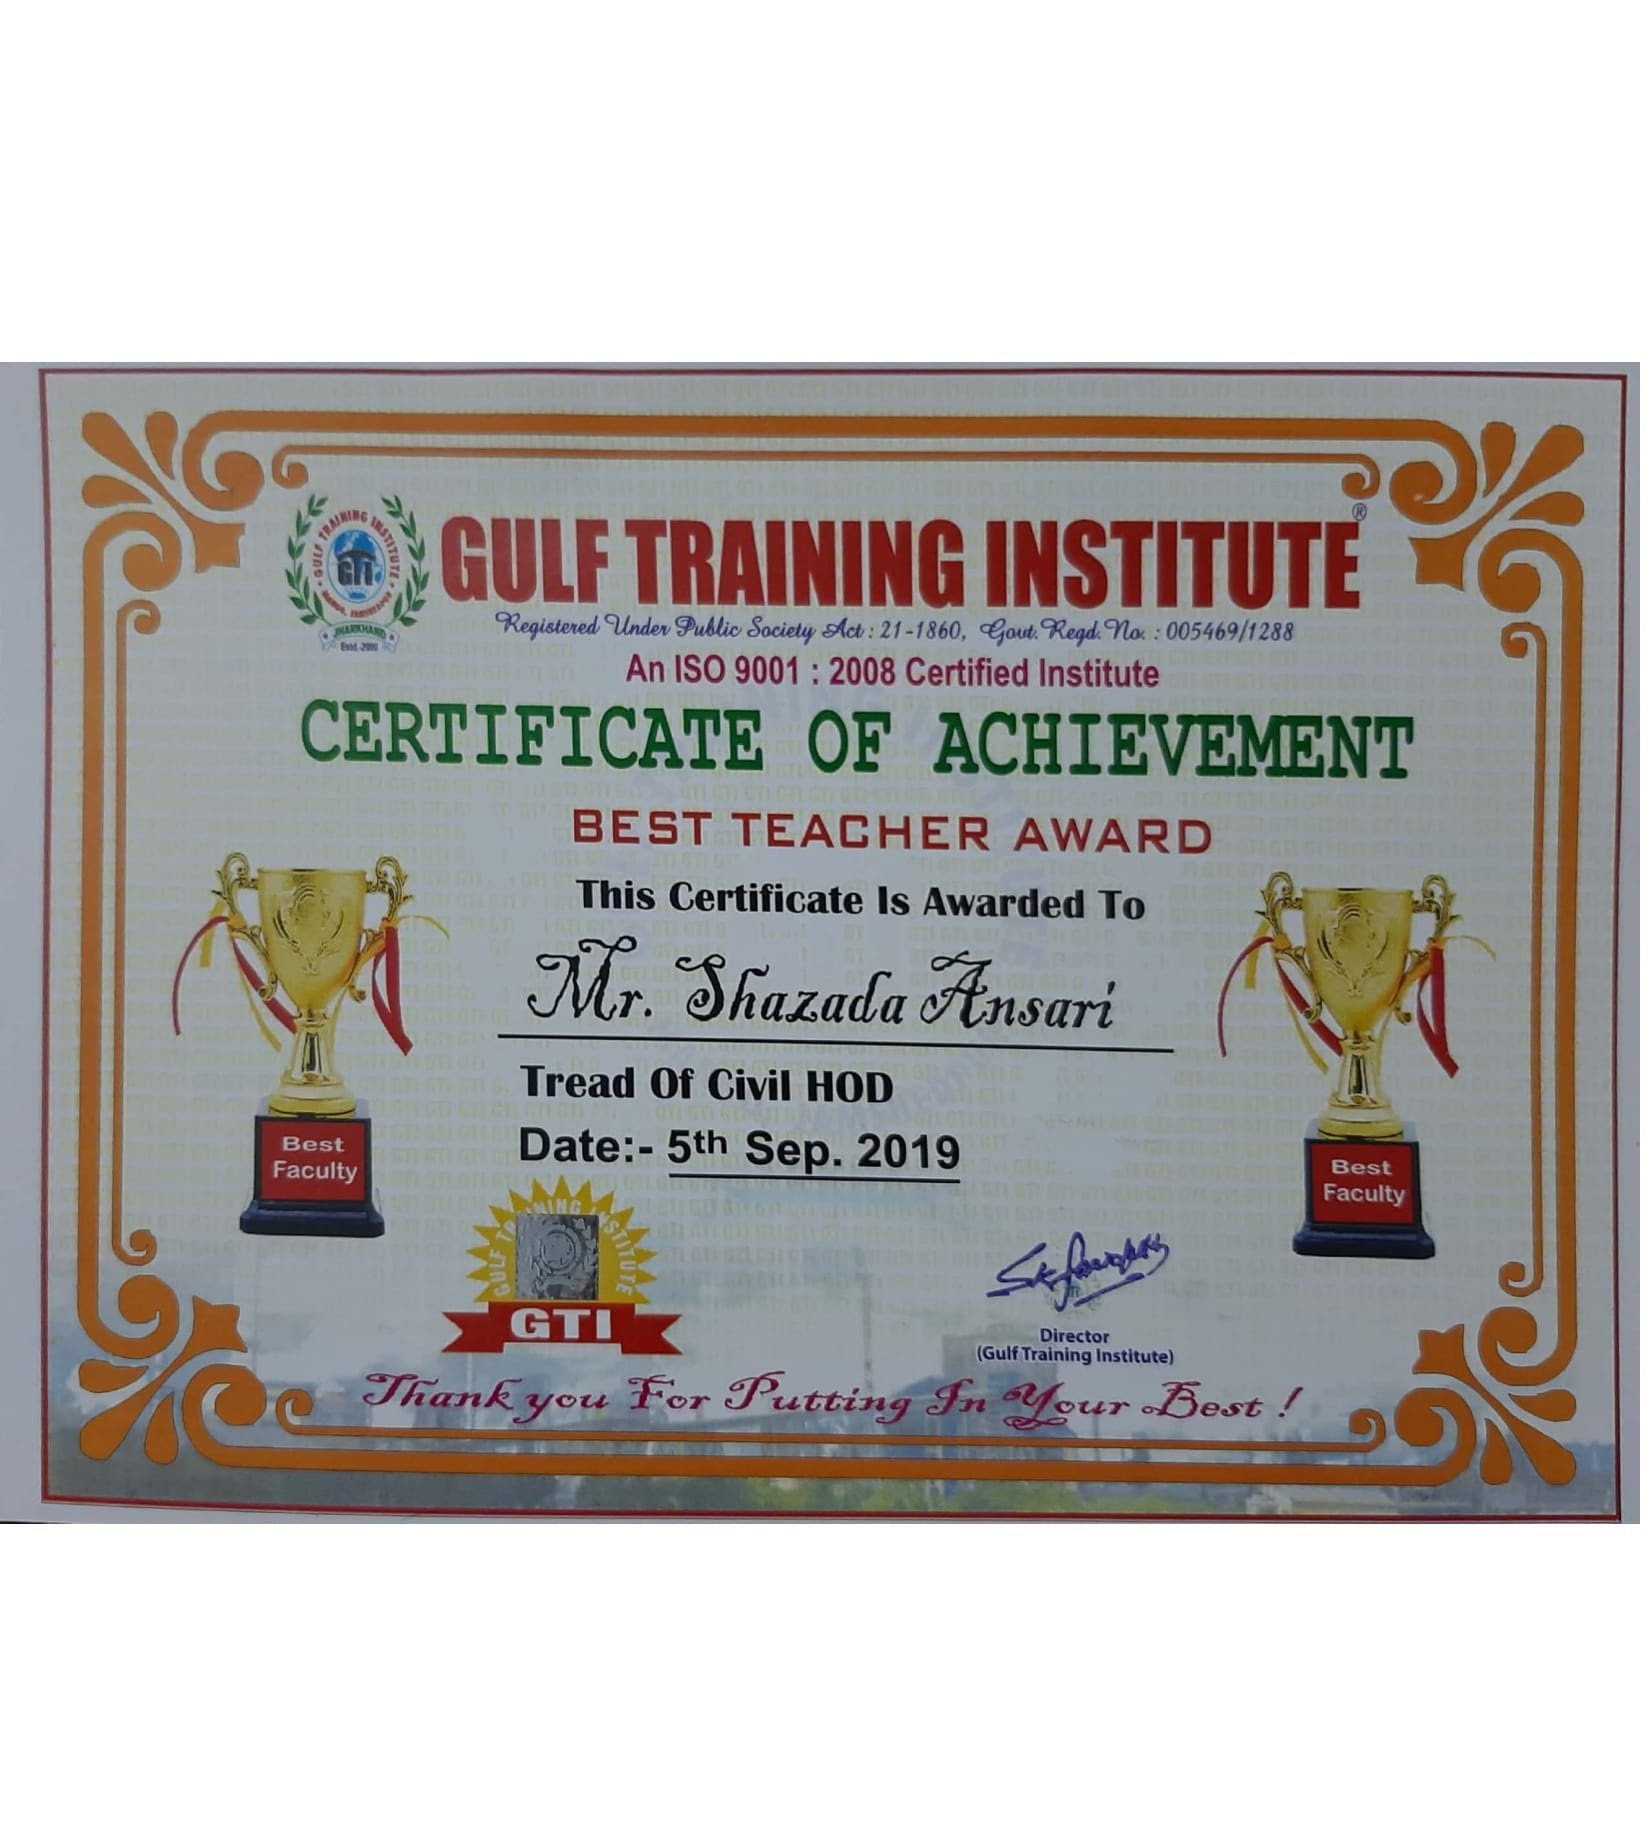 GULF TRAINING INSTITUTE
GTI
MANGO, JAMSHEDPUR
JHARKHAND
Estd.-2000
GULF TRAINING INSTITUTE®
Registered Under Public Society Act : 21-1860, Govt. Regd. No. : 005469/1288
An ISO 9001 : 2008 Certified Institute
CERTIFICATE OF ACHIEVEMENT
BEST TEACHER AWARD
This Certificate Is Awarded To
Mr. Shazada Ansari
Tread Of Civil HOD
Date:- 5th Sep. 2019
Best
Faculty
Best
Faculty
GULF TRAINING INSTITUTE
GTI
Director
(Gulf Training Institute)
Thank you For Putting In Your Best !